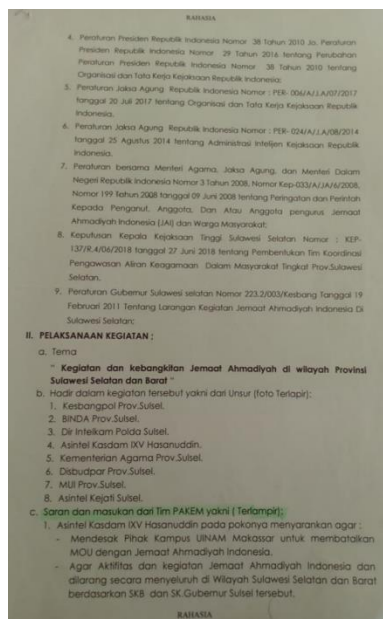 RAHASIA
4. Peraturan Presiden Republik Indonesia Nomor 38 Tahun 2010 Jo. Peraturan
Presiden Republik Indonesia Nomor 29 Tahun 2016 tentang Perubahan
Peraturan Presiden Republik Indonesia Nomor 38 Tahun 2010 tentang
Organisasi dan Tata Kerja Kejaksaan Republik Indonesia;
5. Peraturan Jaksa Agung Republik Indonesia Nomor : PER- 006/A/J.A/07/2017
tanggal 20 Juli 2017 tentang Organisasi dan Tata Kerja Kejaksaan Republik
Indonesia.
6. Peraturan Jaksa Agung Republik Indonesia Nomor : PER- 024/A/J.A/08/2014
tanggal 25 Agustus 2014 tentang Administrasi Intelijen Kejaksaan Republik
Indonesia.
7. Peraturan bersama Menteri Agama, Jaksa Agung, dan Menteri Dalam
Negeri Republik Indonesia Nomor 3 Tahun 2008, Nomor Kep-033/A/JA/6/2008,
Nomor 199 Tahun 2008 tanggal 09 Juni 2008 tentang Peringatan dan Perintah
Kepada Penganut, Anggota, Dan Atau Anggota pengurus Jemaat
Ahmadiyah Indonesia (JAI) dan Warga Masyarakat;
8. Keputusan Kepala Kejaksaan Tinggi Sulawesi Selatan Nomor : KEP-
137/R.4/06/2018 tanggal 27 Juni 2018 tentang Pembentukan Tim Koordinasi
Pengawasan Aliran Keagamaan Dalam Masyarakat Tingkat Prov.Sulawesi
Selatan.
9. Peraturan Gubernur Sulawesi selatan Nomor 223.2/003/Kesbang Tanggal 19
Februari 2011 Tentang Larangan Kegiatan Jemaat Ahmadiyah Indonesia Di
Sulawesi Selatan;
II. PELAKSANAAN KEGIATAN :
a. Tema
" Kegiatan dan kebangkitan Jemaat Ahmadiyah di wilayah Provinsi
Sulawesi Selatan dan Barat "
b. Hadir dalam kegiatan tersebut yakni dari Unsur (foto Terlapir);
1. Kesbangpol Prov.Sulsel.
2. BINDA Prov.Sulsel.
3. Dir Intelkam Polda Sulsel.
4. Asintel Kasdam IXV Hasanuddin.
5. Kementerian Agama Prov.Sulsel.
6. Disbudpar Prov.Sulsel.
7. MUI Prov.Sulsel.
8. Asintel Kejati Sulsel.
c. Saran dan masukan dari Tim PAKEM yakni ( Terlampir);
1. Asintel Kasdam IXV Hasanuddin pada pokonya menyarankan agar :
- Mendesak Pihak Kampus UINAM Makassar untuk membatalkan
MOU dengan Jemaat Ahmadiyah Indonesia.
- Agar Aktifitas dan kegiatan Jemaat Ahmadiyah Indonesia dan
dilarang secara menyeluruh di Wilayah Sulawesi Selatan dan Barat
berdasarkan SKB dan SK.Gubernur Sulsel tersebut.
RAHASIA